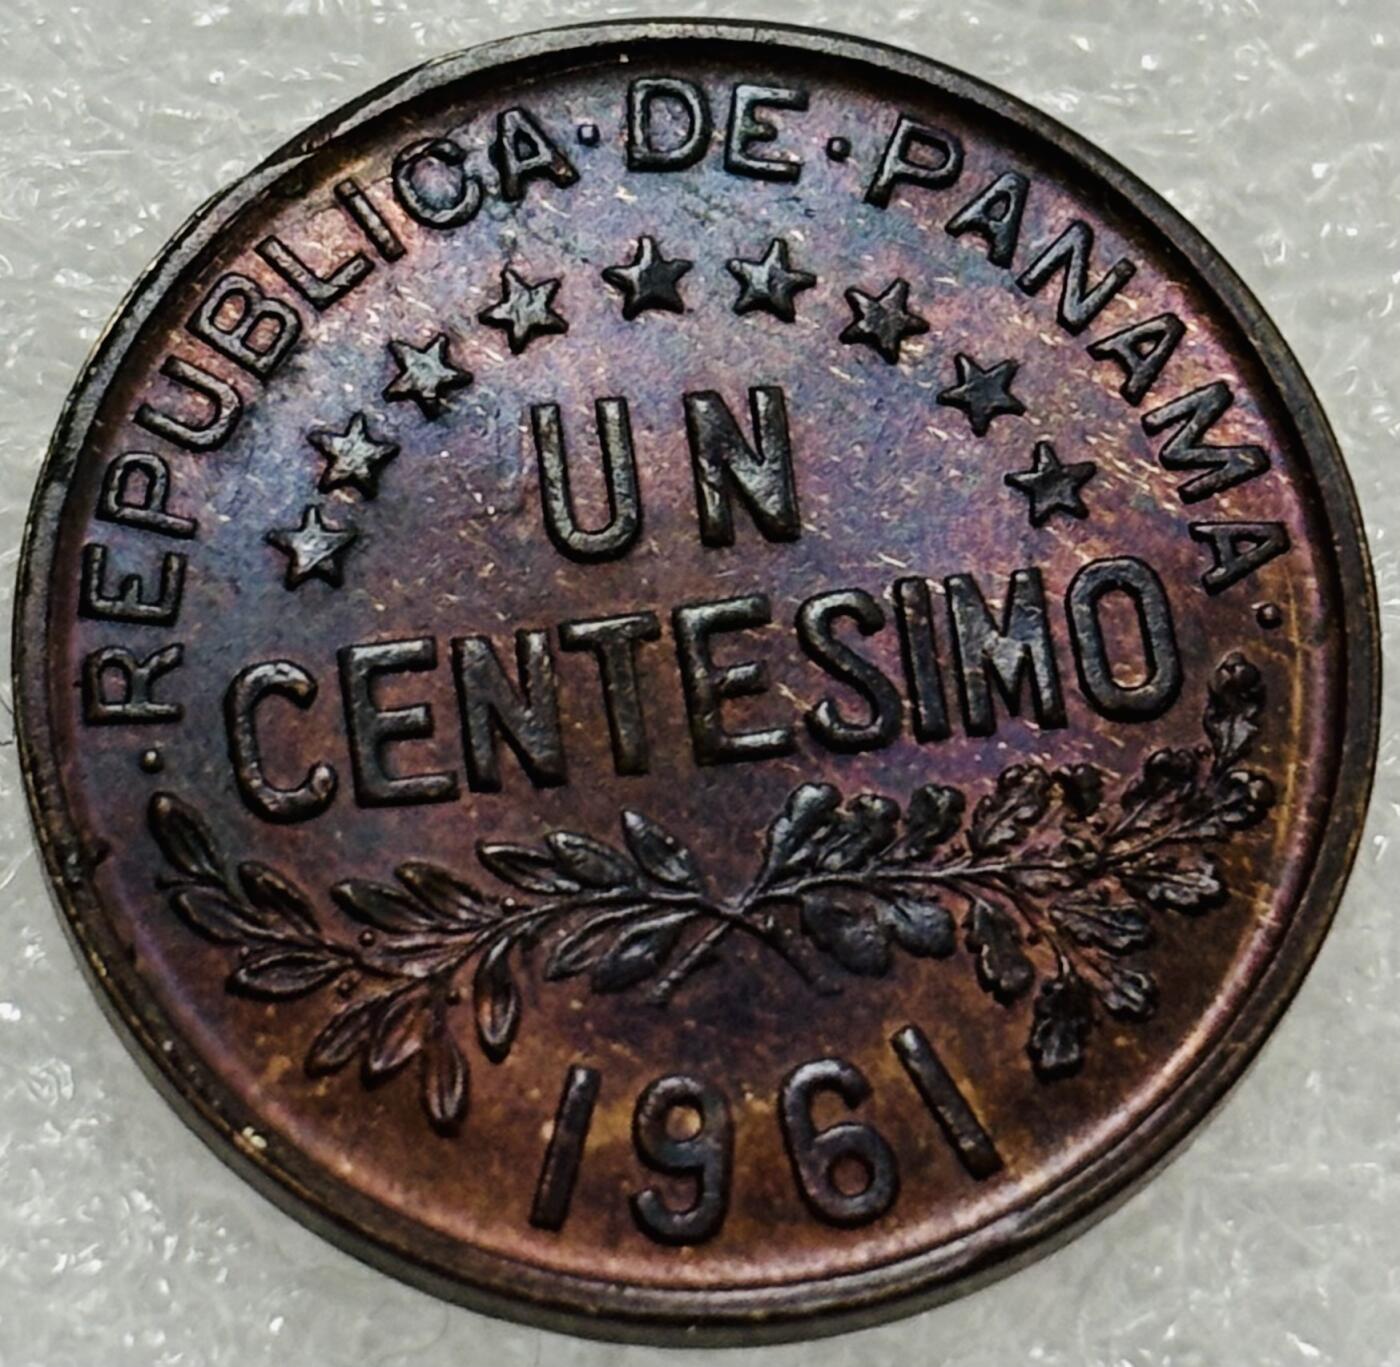 ·REPUBLICA·DE·PANAMA·
UN
CENTESIMO
1961